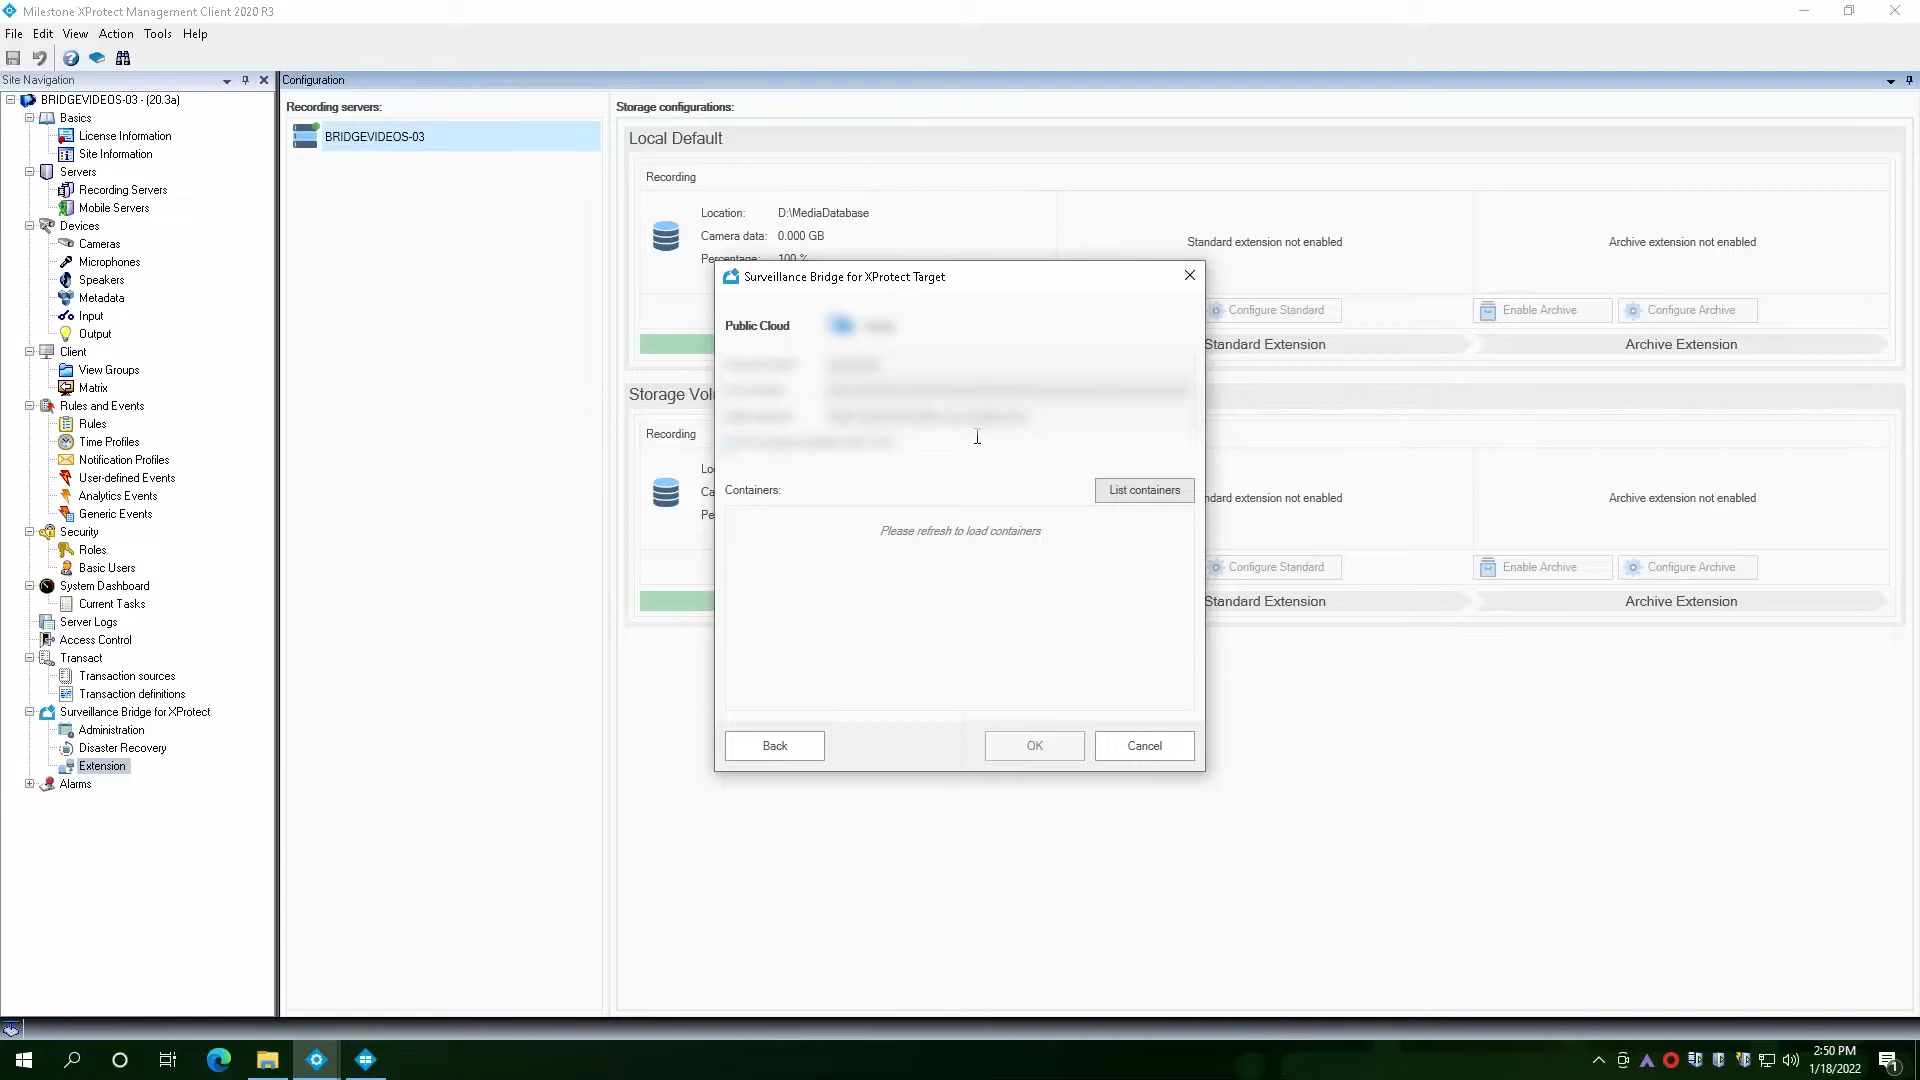 Milestone XProtect Management Client 2020 R3
File Edit View Action Tools Help
Site Navigation
BRIDGEVIDEOS-03 - (20.3a)
Basics
License Information
Site Information
Servers
Recording Servers
Mobile Servers
Devices
Cameras
Microphones
Speakers
Metadata
Input
Output
Client
View Groups
Matrix
Rules and Events
Rules
Time Profiles
Notification Profiles
User-defined Events
Analytics Events
Generic Events
Security
Roles
Basic Users
System Dashboard
Current Tasks
Server Logs
Access Control
Transact
Transaction sources
Transaction definitions
Surveillance Bridge for XProtect
Administration
Disaster Recovery
Extension
Alarms
Configuration
Recording servers:
BRIDGEVIDEOS-03
Storage configurations:
Local Default
Recording
Location: D:\MediaDatabase
Camera data: 0.000 GB
Percentage: 100 %
Standard extension not enabled
Archive extension not enabled
Configure Standard
Enable Archive
Configure Archive
Standard Extension
Archive Extension
Storage
Recording
extension not enabled
Archive extension not enabled
Configure Standard
Enable Archive
Configure Archive
Standard Extension
Archive Extension
Surveillance Bridge for XProtect Target
Public Cloud
Containers:
List containers
Please refresh to load containers
Back
OK
Cancel
2:50 PM
1/18/2022
1